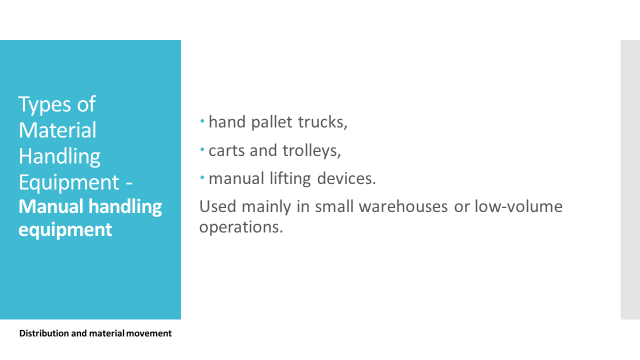 Types of
Material
Handling
Equipment -
Manual handling
equipment
• hand pallet trucks,
• carts and trolleys,
• manual lifting devices.
Used mainly in small warehouses or low-volume
operations.
Distribution and material movement